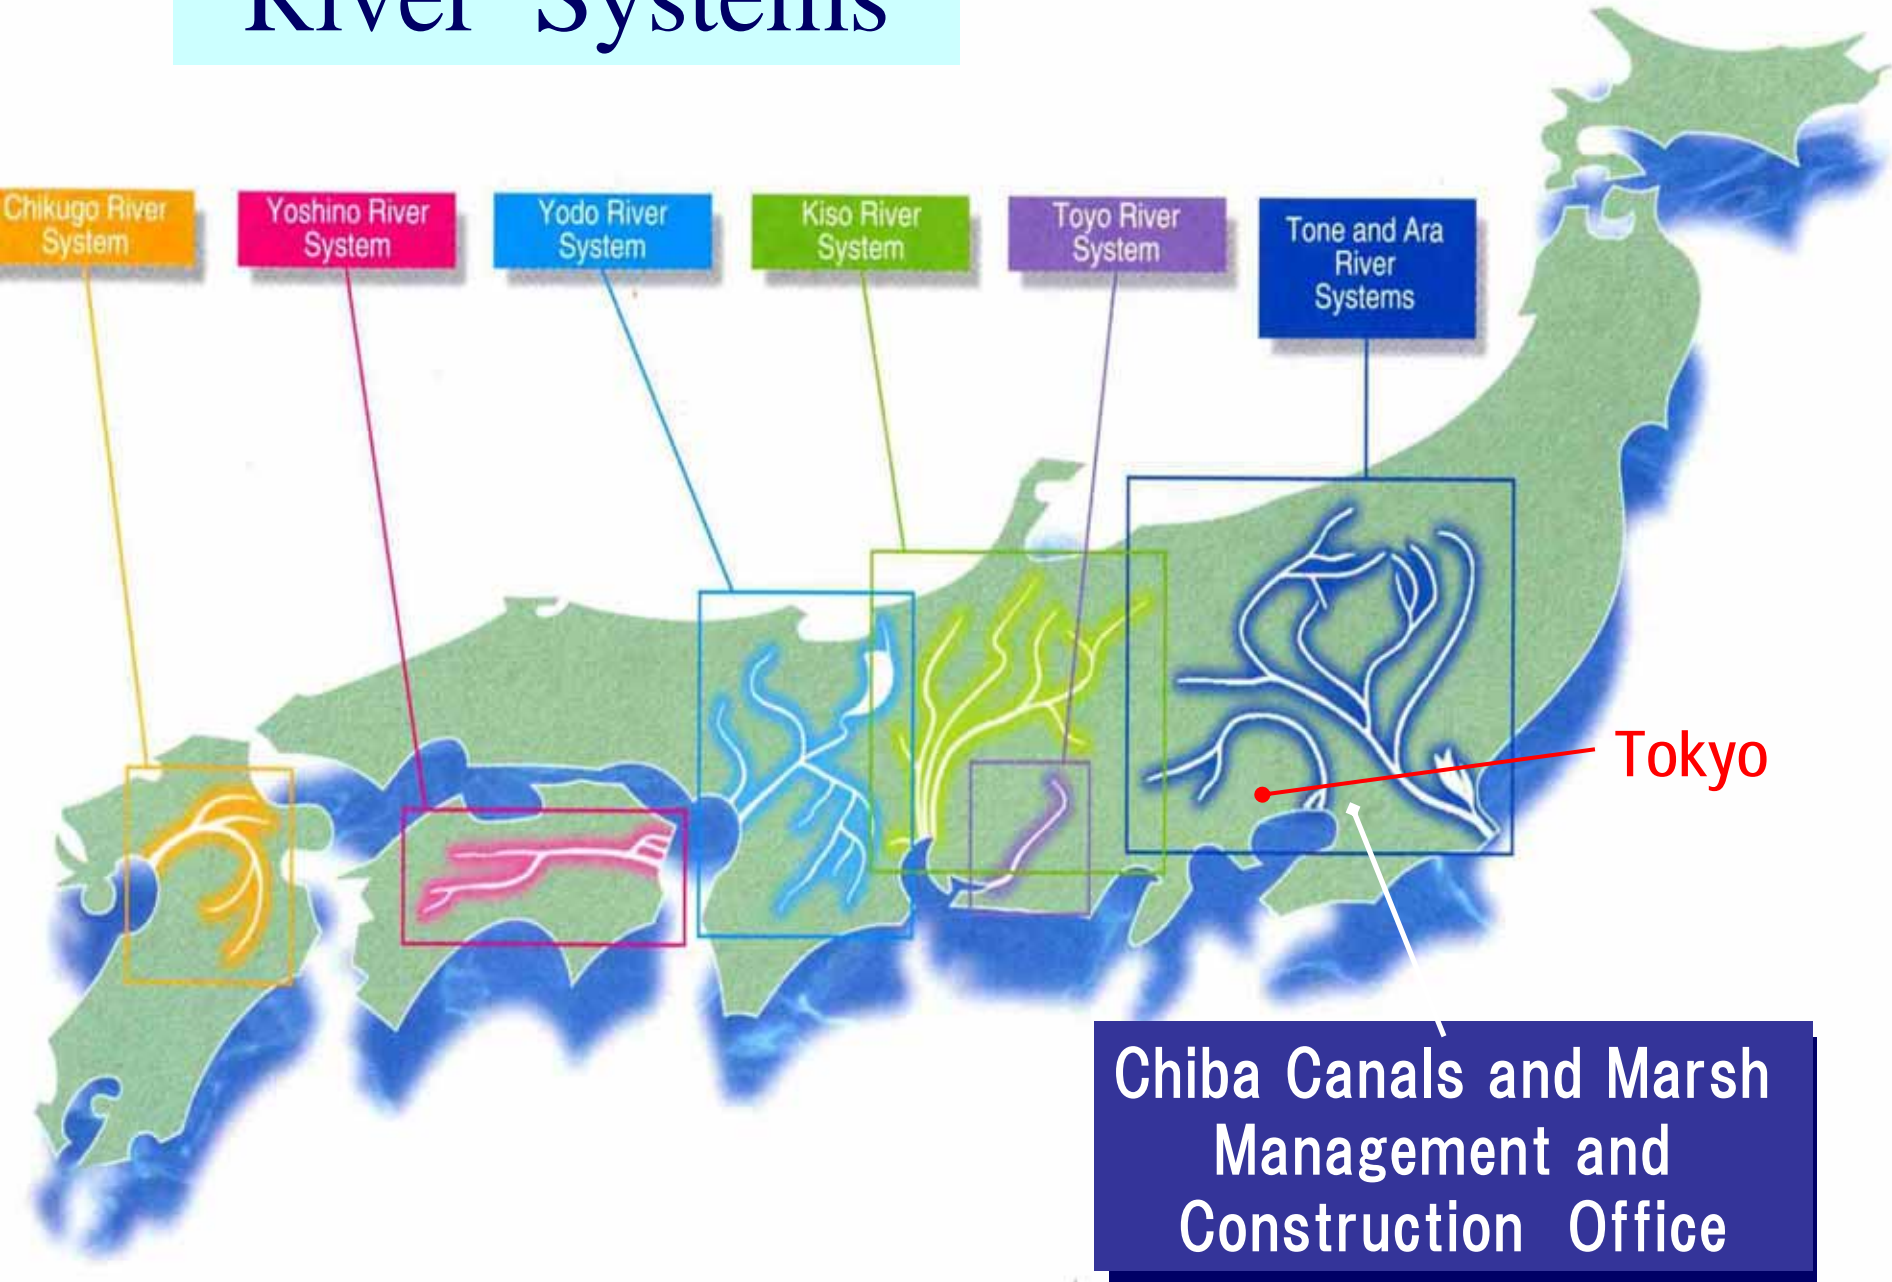 River Systems
Chikugo River
System
Yoshino River
System
Yodo River
System
Kiso River
System
Toyo River
System
Tone and Ara
River
Systems
Tokyo
Chiba Canals and Marsh
Management and
Construction Office